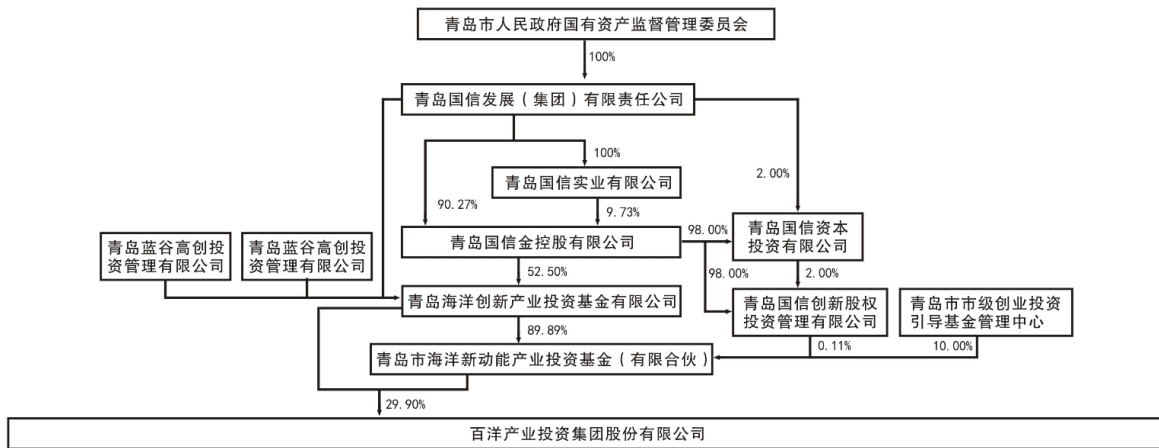 青岛市人民政府国有资产监督管理委员会
100%
青岛国信发展（集团）有限责任公司
100%
青岛国信实业有限公司
2.00%
90.27%
9.73%
青岛蓝谷高创投
资管理有限公司
青岛蓝谷高创投
资管理有限公司
青岛国信金控股有限公司
98.00%
青岛国信资本
投资有限公司
52.50%
98.00%
2.00%
青岛海洋创新产业投资基金有限公司
青岛国信创新股权
投资管理有限公司
青岛市市级创业投资
引导基金管理中心
89.89%
0.11%
10.00%
青岛市海洋新动能产业投资基金（有限合伙）
29.90%
百洋产业投资集团股份有限公司